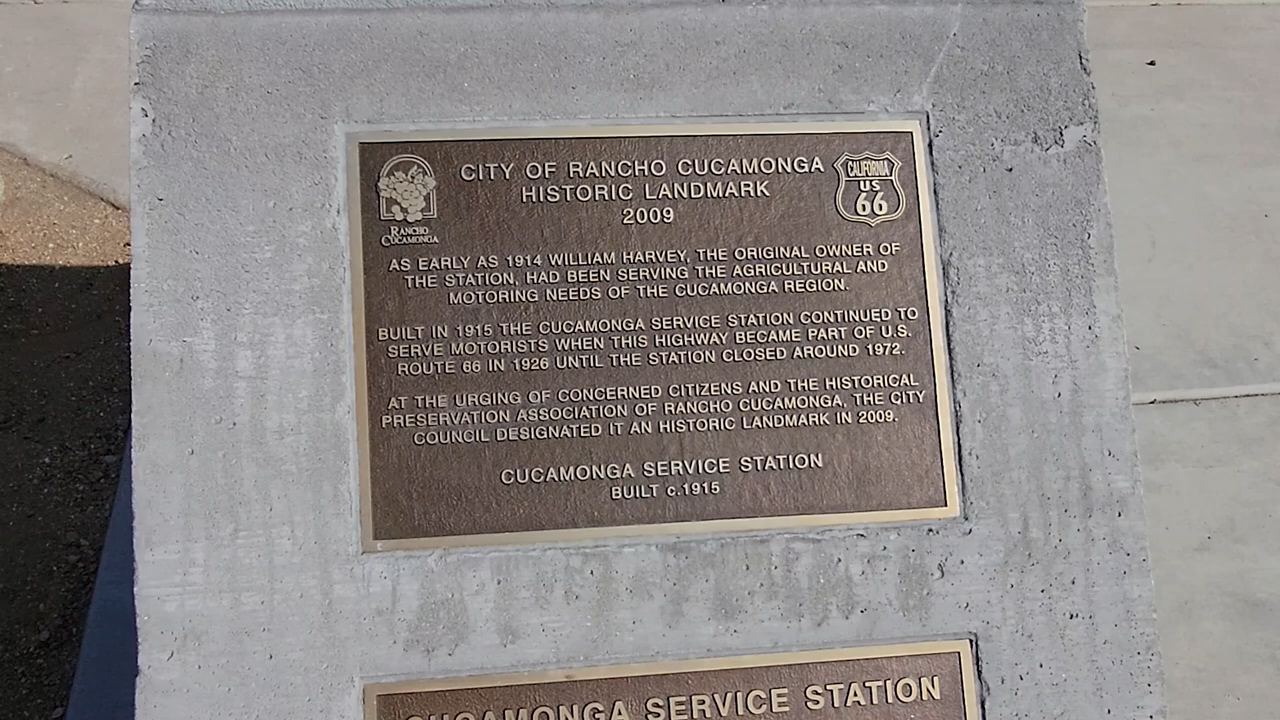 CITY OF RANCHO CUCAMONGA
HISTORIC LANDMARK
2009
RANCHO
CUCAMONGA
CALIFORNIA
US
66
AS EARLY AS 1914 WILLIAM HARVEY, THE ORIGINAL OWNER OF
THE STATION, HAD BEEN SERVING THE AGRICULTURAL AND
MOTORING NEEDS OF THE CUCAMONGA REGION.
BUILT IN 1915 THE CUCAMONGA SERVICE STATION CONTINUED TO
SERVE MOTORISTS WHEN THIS HIGHWAY BECAME PART OF U.S.
ROUTE 66 IN 1926 UNTIL THE STATION CLOSED AROUND 1972.
AT THE URGING OF CONCERNED CITIZENS AND THE HISTORICAL
PRESERVATION ASSOCIATION OF RANCHO CUCAMONGA, THE CITY
COUNCIL DESIGNATED IT AN HISTORIC LANDMARK IN 2009.
CUCAMONGA SERVICE STATION
BUILT c.1915
CUCAMONGA SERVICE STATION